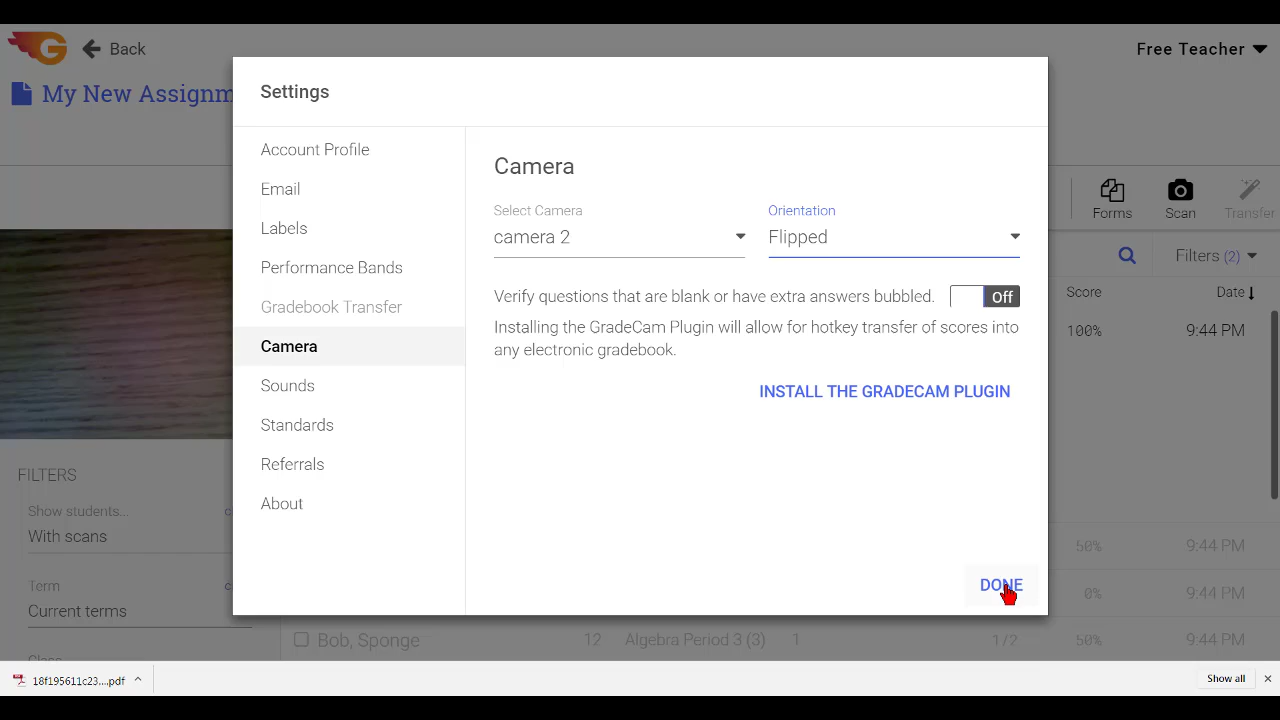 G
Back
Free Teacher
My New Assignm
Settings
Account Profile
Email
Labels
Performance Bands
Gradebook Transfer
Camera
Sounds
Standards
Referrals
About
Camera
Select Camera
camera 2
Orientation
Flipped
Verify questions that are blank or have extra answers bubbled.
Off
Installing the GradeCam Plugin will allow for hotkey transfer of scores into
any electronic gradebook.
INSTALL THE GRADECAM PLUGIN
DONE
Forms
Scan
Transfer
Filters (2)
Score
Date
100%
9:44 PM
50%
9:44 PM
0%
9:44 PM
FILTERS
Show students...
With scans
Term
Current terms
Bob, Sponge
12
Algebra Period 3 (3)
1
1/2
50%
9:44 PM
18f195611c23....pdf
Show all